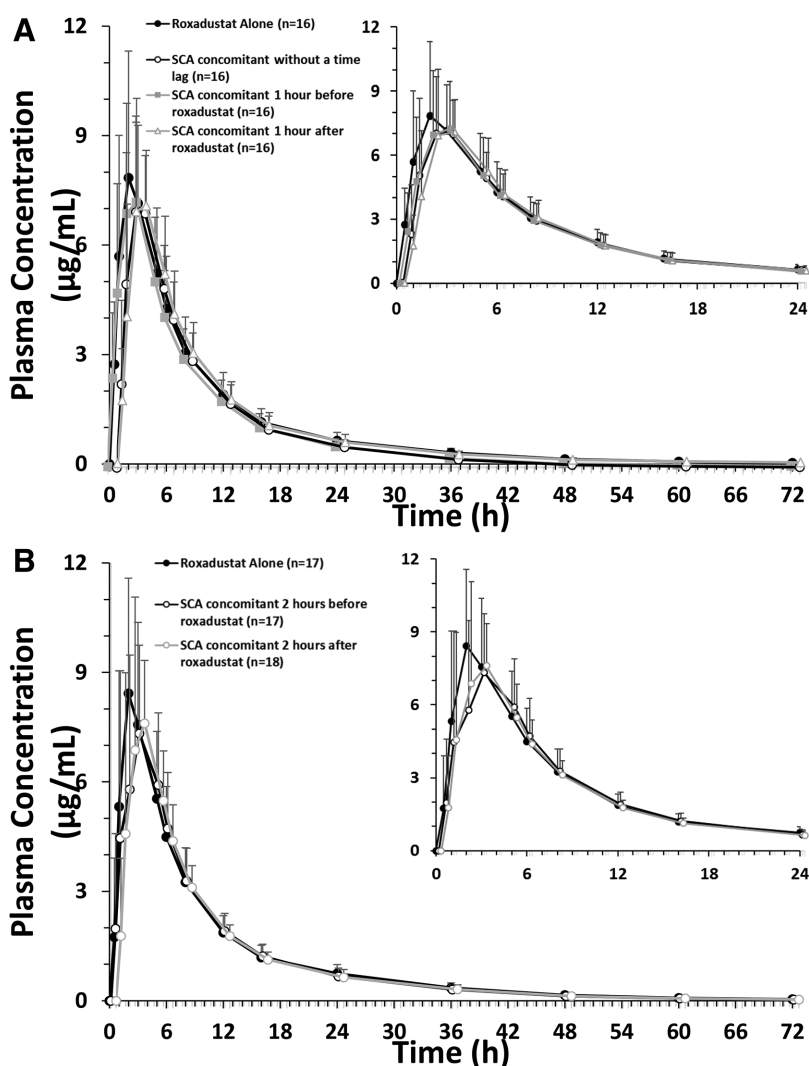 A
Roxadustat Alone (n=16)
SCA concomitant without a time
lag (n=16)
SCA concomitant 1 hour before
roxadustat (n=16)
SCA concomitant 1 hour after
roxadustat (n=16)
Plasma Concentration
(µg/mL)
12
9
6
3
0
0 6 12 18 24 30 36 42 48 54 60 66 72
Time (h)
12
9
6
3
0
0 6 12 18 24
B
Roxadustat Alone (n=17)
SCA concomitant 2 hours before
roxadustat (n=17)
SCA concomitant 2 hours after
roxadustat (n=18)
Plasma Concentration
(µg/mL)
12
9
6
3
0
0 6 12 18 24 30 36 42 48 54 60 66 72
Time (h)
12
9
6
3
0
0 6 12 18 24